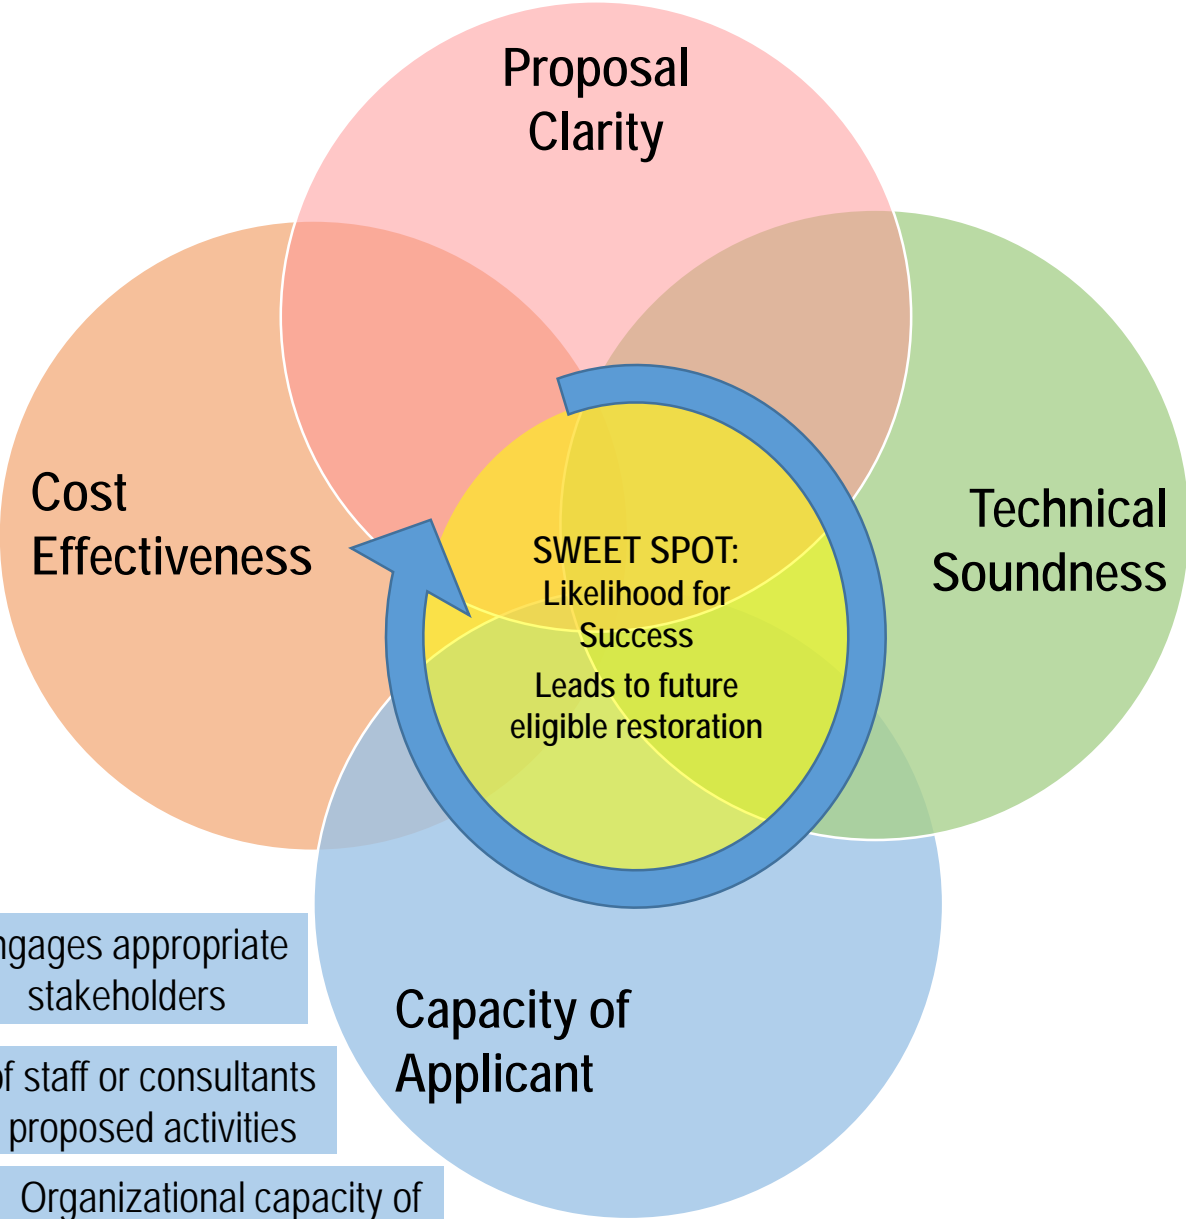 Proposal
Clarity
Cost
Effectiveness
Technical
Soundness
SWEET SPOT:
Likelihood for
Success
Leads to future
eligible restoration
Capacity of
Applicant
ngages appropriate
stakeholders
of staff or consultants
proposed activities
Organizational capacity of